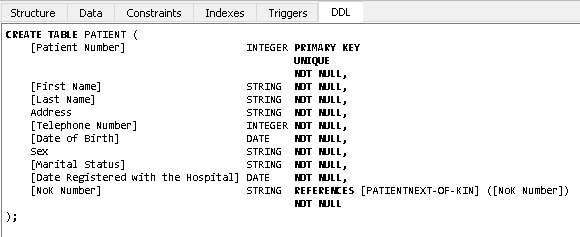 Structure Data Constraints Indexes Triggers DDL
CREATE TABLE PATIENT (
[Patient Number] INTEGER PRIMARY KEY
UNIQUE
NOT NULL,
[First Name] STRING NOT NULL,
[Last Name] STRING NOT NULL,
Address STRING NOT NULL,
[Telephone Number] INTEGER NOT NULL,
[Date of Birth] DATE NOT NULL,
Sex STRING NOT NULL,
[Marital Status] STRING NOT NULL,
[Date Registered with the Hospital] DATE NOT NULL,
[NoK Number] STRING REFERENCES [PATIENTNEXT-OF-KIN] ([NoK Number])
NOT NULL
);